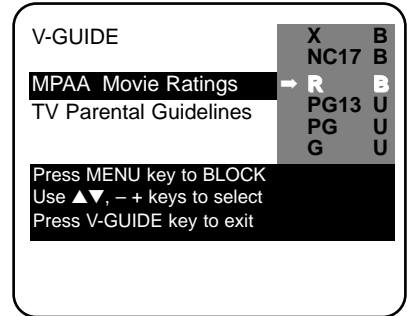 V-GUIDE
X B
NC17 B
MPAA Movie Ratings ➡ R B
TV Parental Guidelines PG13 U
PG U
G U
Press MENU key to BLOCK
Use ▲▼, – + keys to select
Press V-GUIDE key to exit